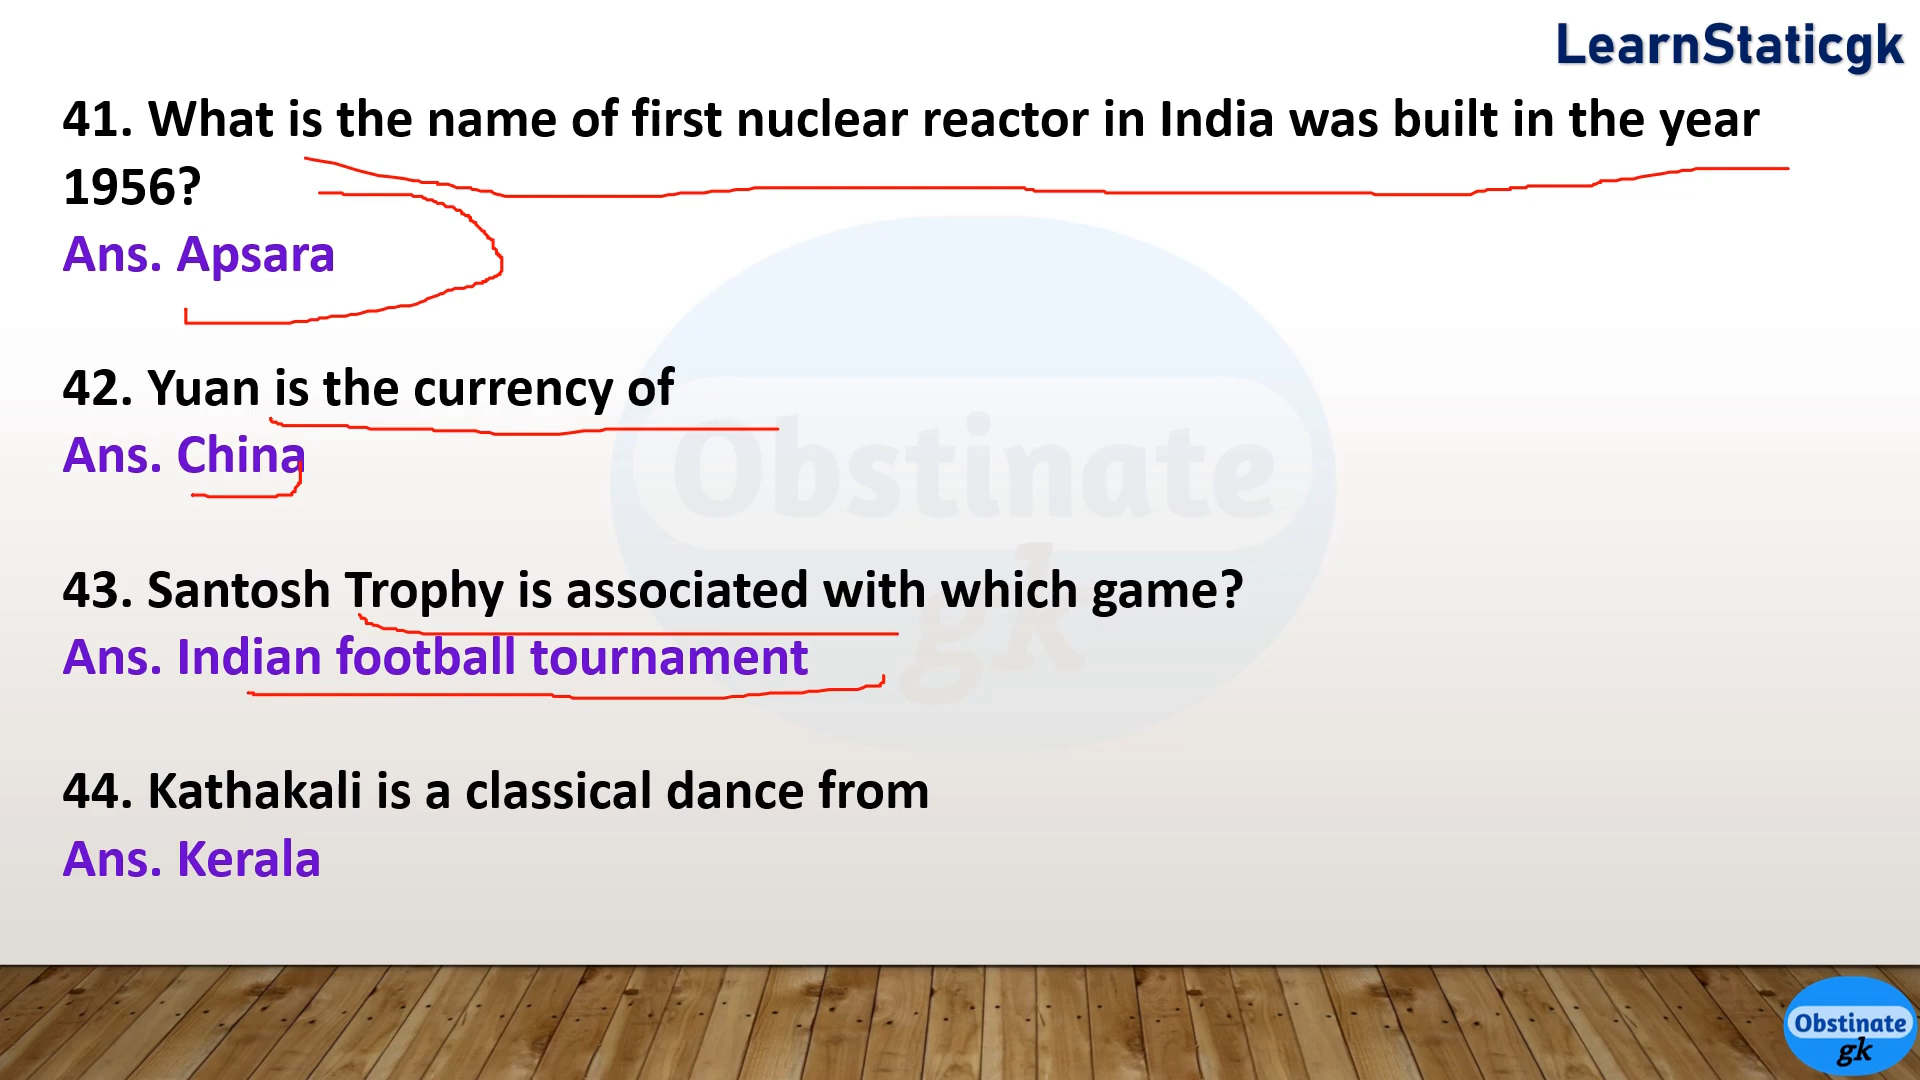 LearnStaticgk
41. What is the name of first nuclear reactor in India was built in the year
1956?
Ans. Apsara
42. Yuan is the currency of
Ans. China
43. Santosh Trophy is associated with which game?
Ans. Indian football tournament
44. Kathakali is a classical dance from
Ans. Kerala
Obstinate
gk
Obstinate
gk